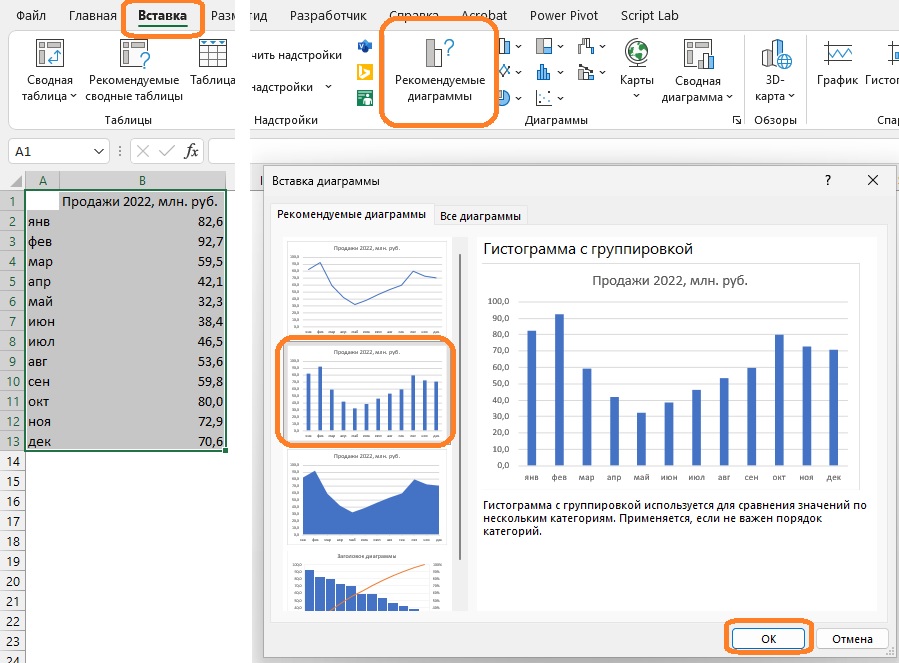 Файл Главная Вставка Разм ид Разработчик Справка Acrobat Power Pivot Script Lab
Сводная таблица
Рекомендуемые сводные таблицы
Таблица
Таблицы
чить надстройки
надстройки
Надстройки
Рекомендуемые диаграммы
Карты
Сводная диаграмма
Диаграммы
3D-карта
Обзоры
График
Гистог
Спар
A1
fx
A B
1 Продажи 2022, млн. руб.
2 янв 82,6
3 фев 92,7
4 мар 59,5
5 апр 42,1
6 май 32,3
7 июн 38,4
8 июл 46,5
9 авг 53,6
10 сен 59,8
11 окт 80,0
12 ноя 72,9
13 дек 70,6
14
15
16
17
18
19
20
21
22
23
24
Вставка диаграммы ?
Рекомендуемые диаграммы Все диаграммы
Продажи 2022, млн. руб.
Продажи 2022, млн. руб.
Продажи 2022, млн. руб.
Заголовок диаграммы
Гистограмма с группировкой
Продажи 2022, млн. руб.
100,0
90,0
80,0
70,0
60,0
50,0
40,0
30,0
20,0
10,0
0,0
янв фев мар апр май июн июл авг сен окт ноя дек
Гистограмма с группировкой используется для сравнения значений по
нескольким категориям. Применяется, если не важен порядок
категорий.
ОК Отмена